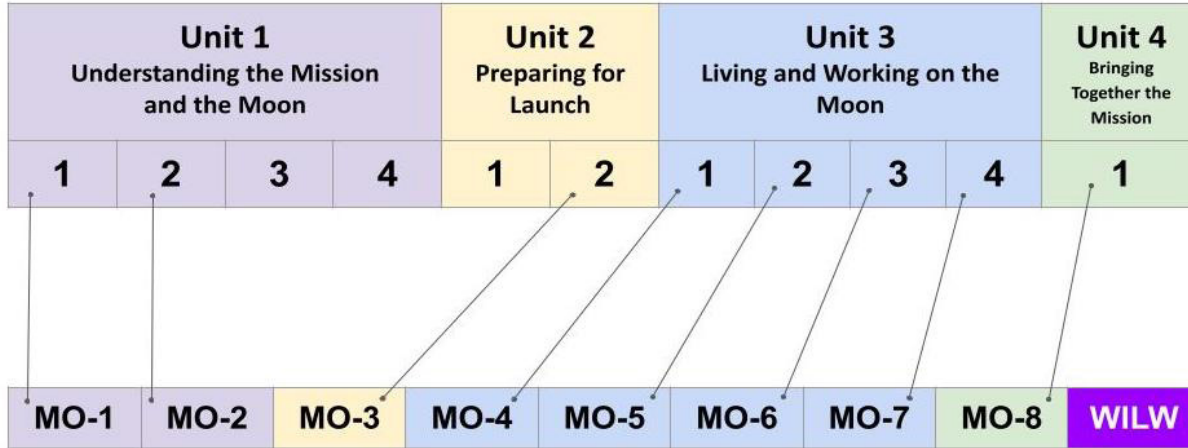 Unit 1
Understanding the Mission
and the Moon
Unit 2
Preparing for
Launch
Unit 3
Living and Working on the
Moon
Unit 4
Bringing
Together the
Mission
1 2 3 4 1 2 1 2 3 4 1
MO-1 MO-2 MO-3 MO-4 MO-5 MO-6 MO-7 MO-8 WILW